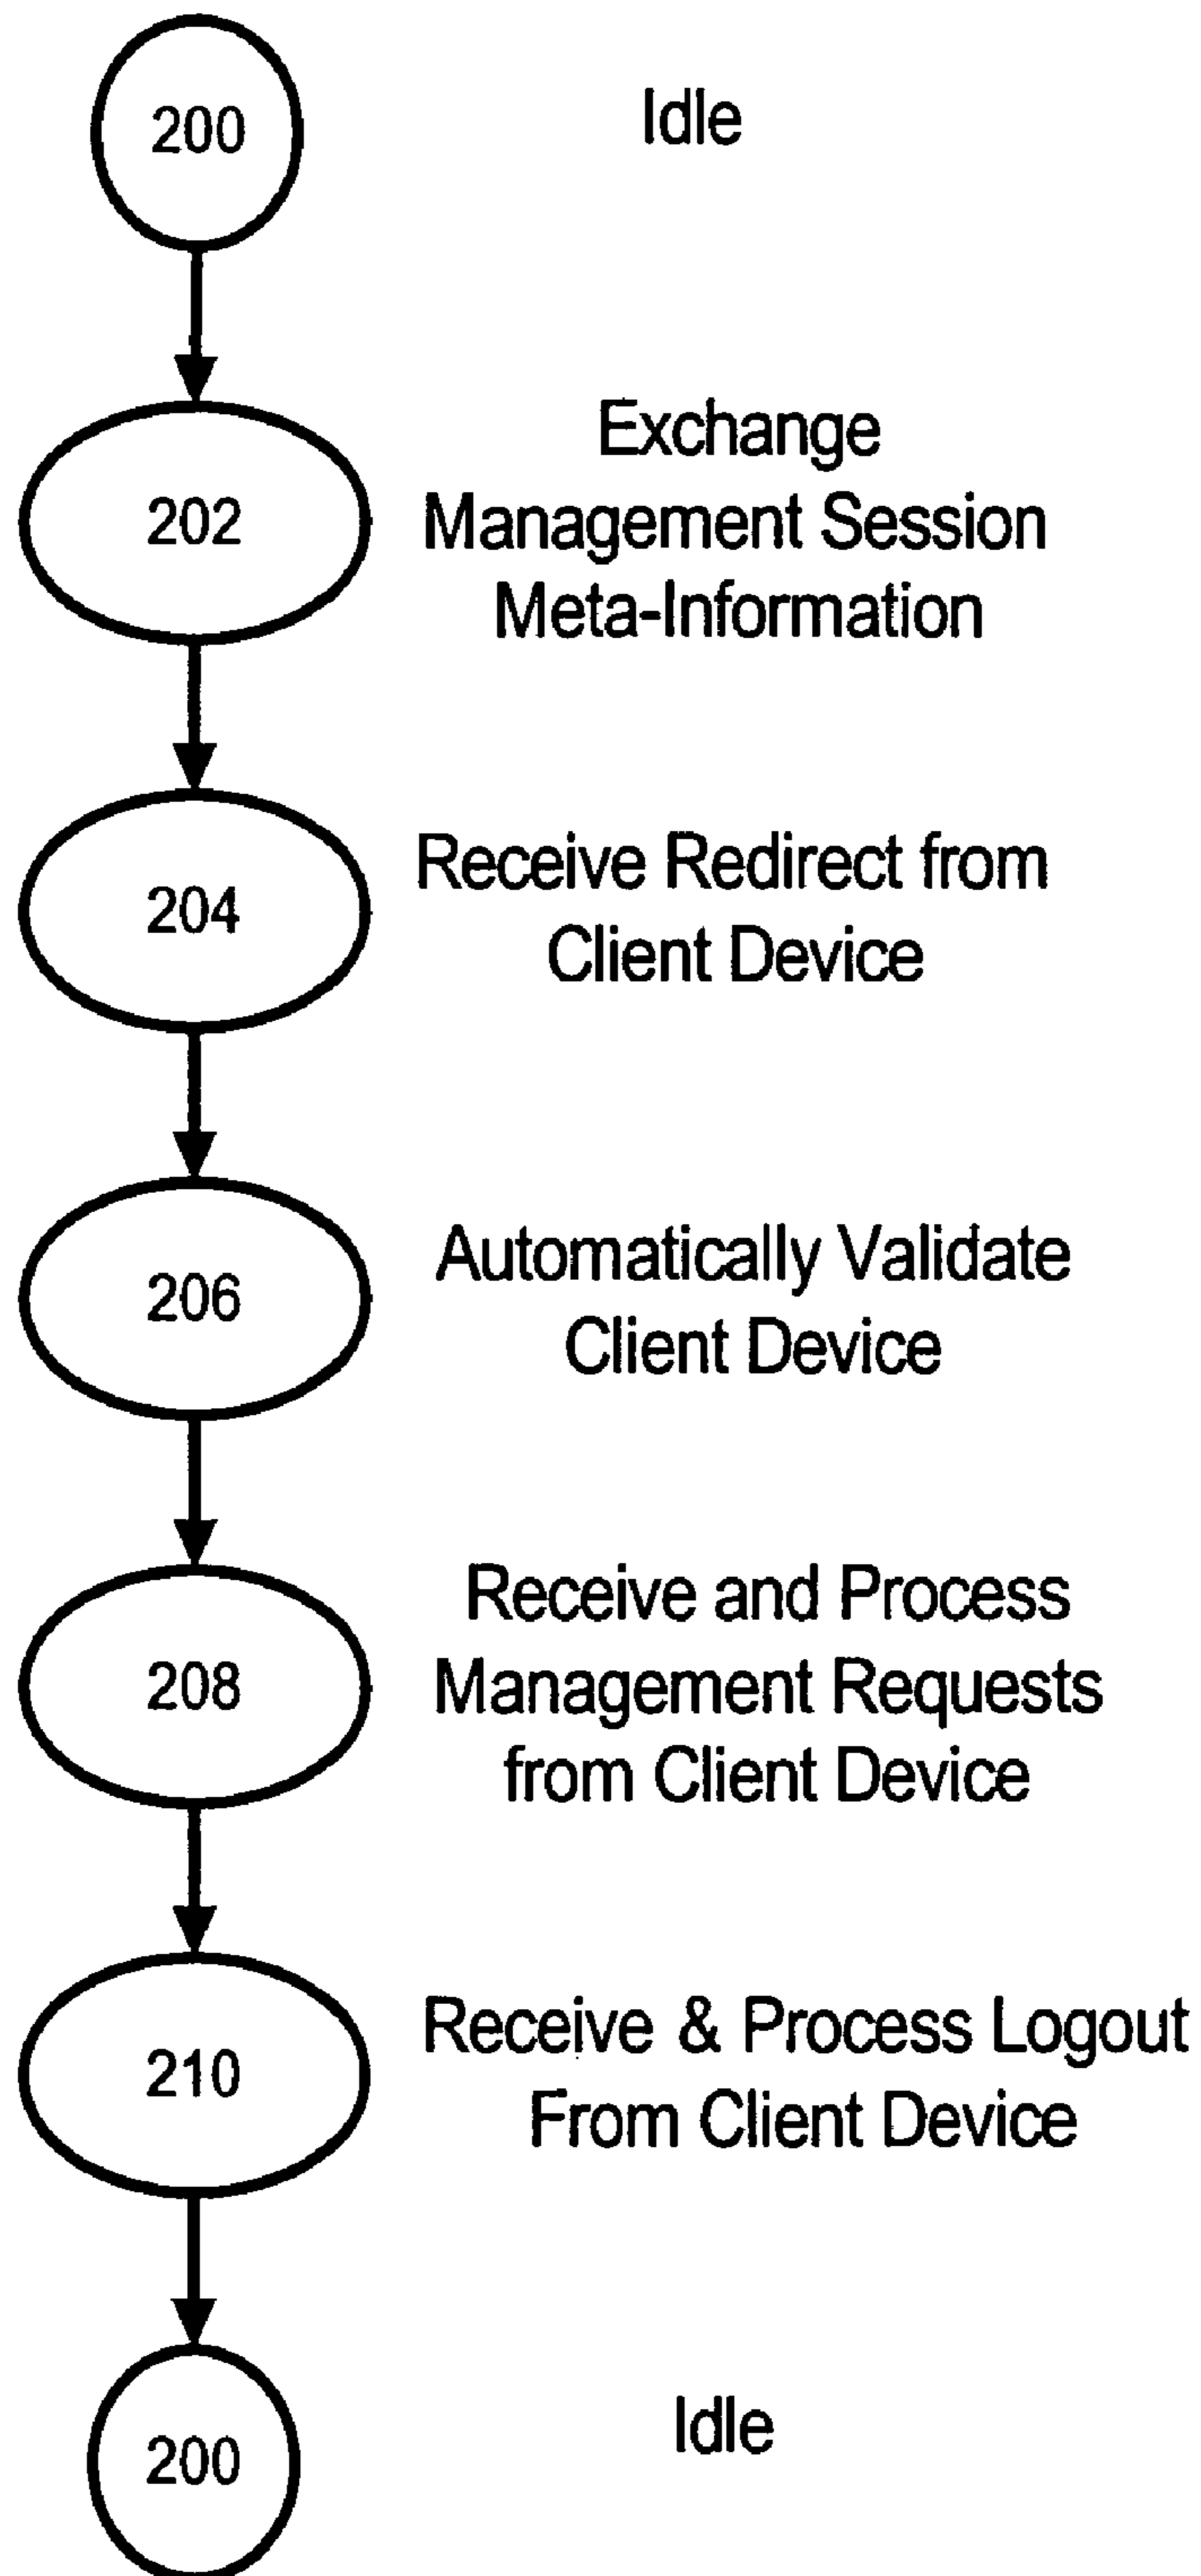 200
Idle
Exchange
202
Management Session
Meta-Information
Receive Redirect from
204
Client Device
Automatically Validate
206
Client Device
Receive and Process
208
Management Requests
from Client Device
Receive & Process Logout
210
From Client Device
Idle
200